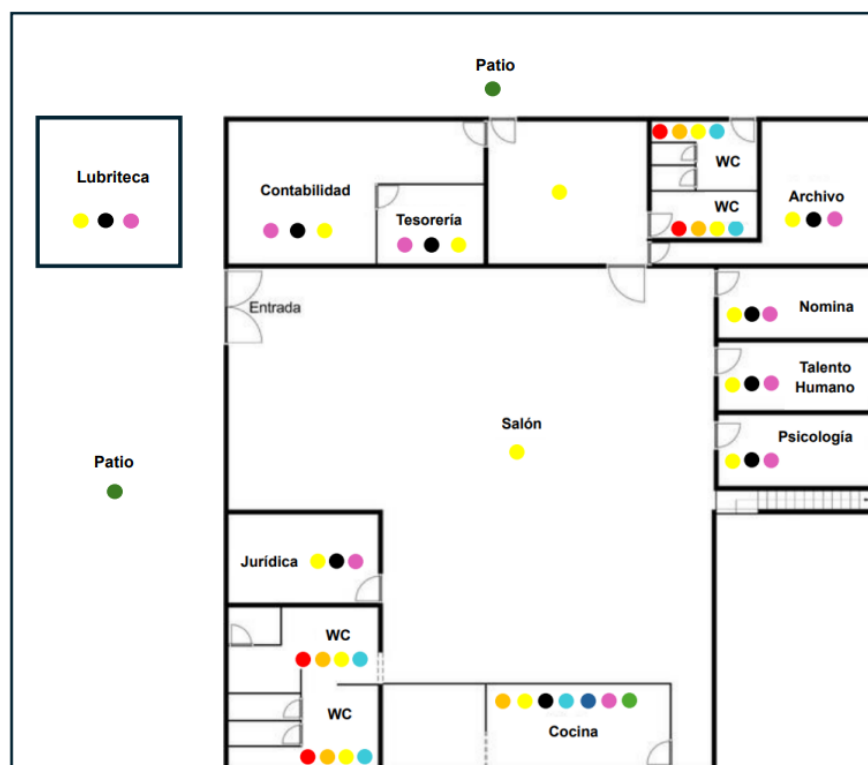 Patio
Lubriteca
Contabilidad
Tesorería
WC
WC
Archivo
Entrada
Nomina
Talento
Humano
Psicología
Salón
Patio
Jurídica
WC
WC
Cocina